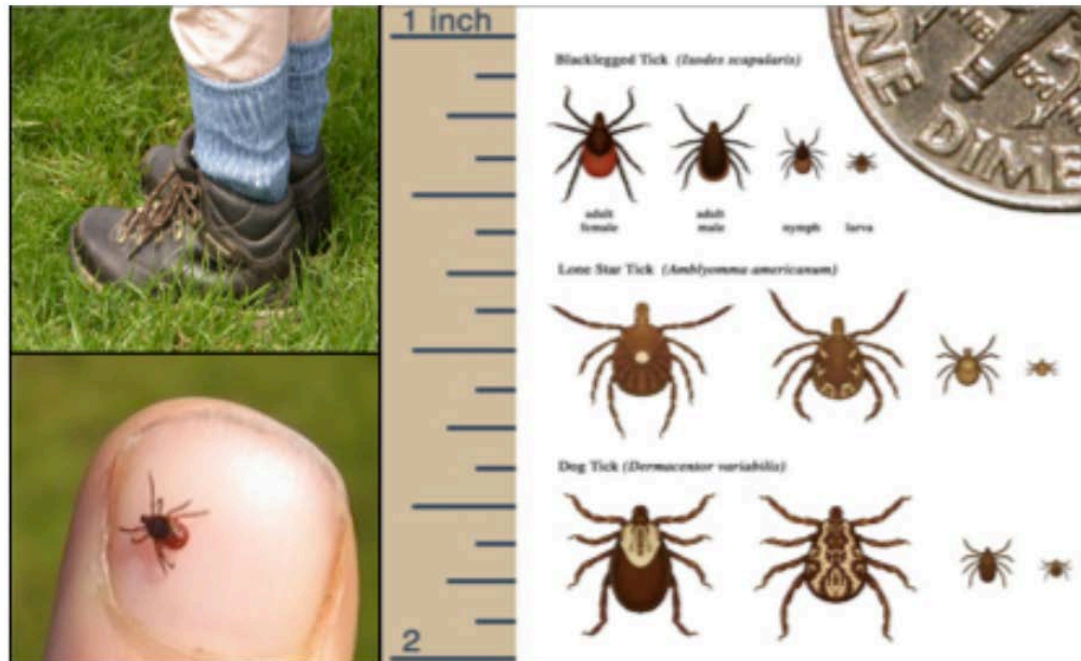 1 inch
2
Blacklegged Tick (Ixodes scapularis)
ONE DIME
adult female
adult male
nymph
larva
Lone Star Tick (Amblyomma americanum)
Dog Tick (Dermacentor variabilis)